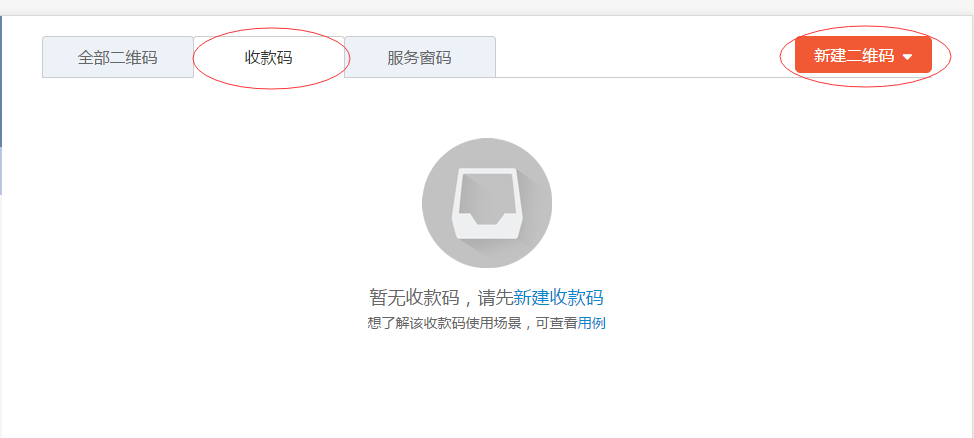 全部二维码
收款码
服务窗码
新建二维码
暂无收款码，请先新建收款码
想了解该收款码使用场景，可查看用例